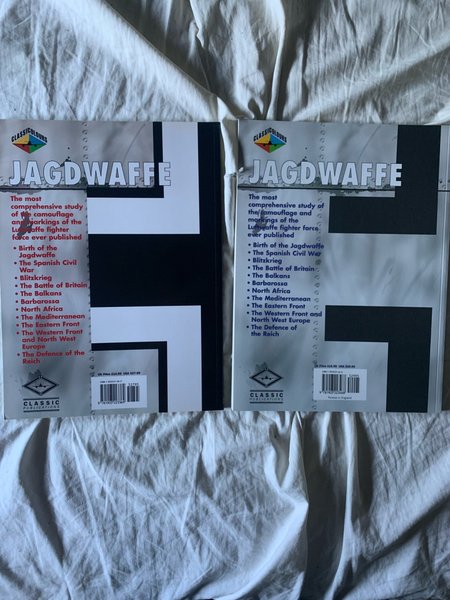 CLASSICOLOURS
JAGDWAFFE
The most
comprehensive study
of the camouflage
and markings of the
Luftwaffe fighter
force ever published
• Birth of the
Jagdwaffe
• The Spanish Civil
War
• Blitzkrieg
• The Battle of Britain
• The Balkans
• Barbarossa
• North Africa
• The Mediterranean
• The Eastern Front
• The Western Front
and North West
Europe
• The Defence of the
Reich
CLASSIC
PUBLICATIONS
CLASSICOLOURS
JAGDWAFFE
The most
comprehensive study of
the camouflage and
markings of the
Luftwaffe fighter force
ever published
• Birth of the Jagdwaffe
• The Spanish Civil War
• Blitzkrieg
• The Battle of Britain
• The Balkans
• Barbarossa
• North Africa
• The Mediterranean
• The Eastern Front
• The Western Front and
North West Europe
• The Defence of
the Reich
Printed in England
CLASSIC
PUBLICATIONS